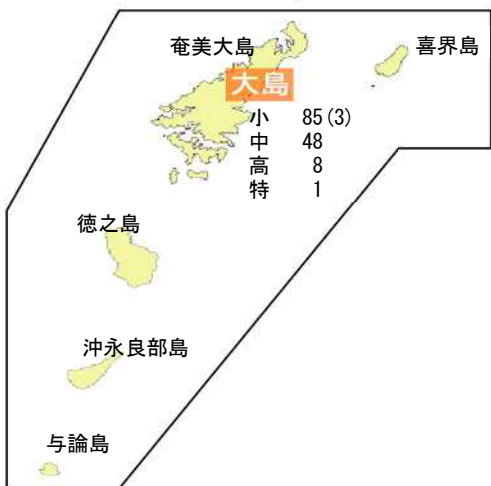 奄美大島
喜界島
大島
小 85(3)
中 48
高 8
特 1
徳之島
沖永良部島
与論島